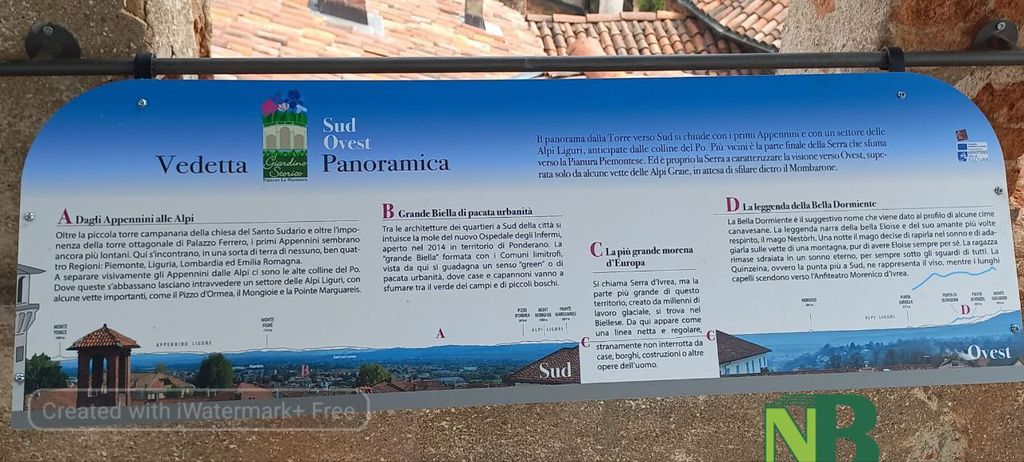 Vedetta
Giardino
Storico
Palazzo La Marmora
Sud
Ovest
Panoramica
Il panorama dalla Torre verso Sud si chiude con i primi Appennini e con un settore delle
Alpi Liguri, anticipate dalle colline del Po. Più vicini è la parte finale della Serra che sfuma
verso la Pianura Piemontese. Ed è proprio la Serra a caratterizzare la visione verso Ovest, supe-
rata solo da alcune vette delle Alpi Graie, in attesa di sfilare dietro il Mombarone.
A Dagli Appennini alle Alpi
Oltre la piccola torre campanaria della chiesa del Santo Sudario e oltre l'impo-
nenza della torre ottagonale di Palazzo Ferrero, i primi Appennini sembrano
ancora più lontani. Qui s'incontrano, in una sorta di terra di nessuno, ben quat-
tro Regioni: Piemonte, Liguria, Lombardia ed Emilia Romagna.
A separare visivamente gli Appennini dalle Alpi ci sono le alte colline del Po.
Dove queste s'abbassano lasciano intravvedere un settore delle Alpi Liguri, con
alcune vette importanti, come il Pizzo d'Ormea, il Mongioie e la Pointe Marguareis.
B Grande Biella di pacata urbanità
Tra le architetture dei quartieri a Sud della città si
intuisce la mole del nuovo Ospedale degli Infermi,
aperto nel 2014 in territorio di Ponderano. La
"grande Biella" formata con i Comuni limitrofi,
vista da qui si guadagna un senso "green" o di
pacata urbanità, dove case e capannoni vanno a
sfumare tra il verde dei campi e di piccoli boschi.
C La più grande morena
d'Europa
Si chiama Serra d'Ivrea, ma la
parte più grande di questo
territorio, creato da millenni di
lavoro glaciale, si trova nel
Biellese. Da qui appare come
una linea netta e regolare,
stranamente non interrotta da
case, borghi, costruzioni o altre
opere dell'uomo.
D La leggenda della Bella Dormiente
La Bella Dormiente è il suggestivo nome che viene dato al profilo di alcune cime
canavesane. La leggenda narra della bella Eloise e del suo amante più volte
respinto, il mago Nestorh. Una notte il mago decise di rapirla nel sonno e di ada-
giarla sulle vette di una montagna, pur di avere Eloise sempre per sé. La ragazza
rimase sdraiata in un sonno eterno, per sempre sotto gli sguardi di tutti. La
Quinzeina, ovvero la punta più a Sud, ne rappresenta il viso, mentre i lunghi
capelli scendono verso l'Anfiteatro Morenico d'Ivrea.
MONTE
PENICE
APPENNINO LIGURE
MONTE
FIGNE
A
B
PIZZO
D'ORMEA
MONTE
MONGIOIE
PUNTA
MARGUAREIS
ALPI LIGURI
Sud
C
C
MONVISO
ALPI
D
Ovest
Created with iWatermark+ Free
NB